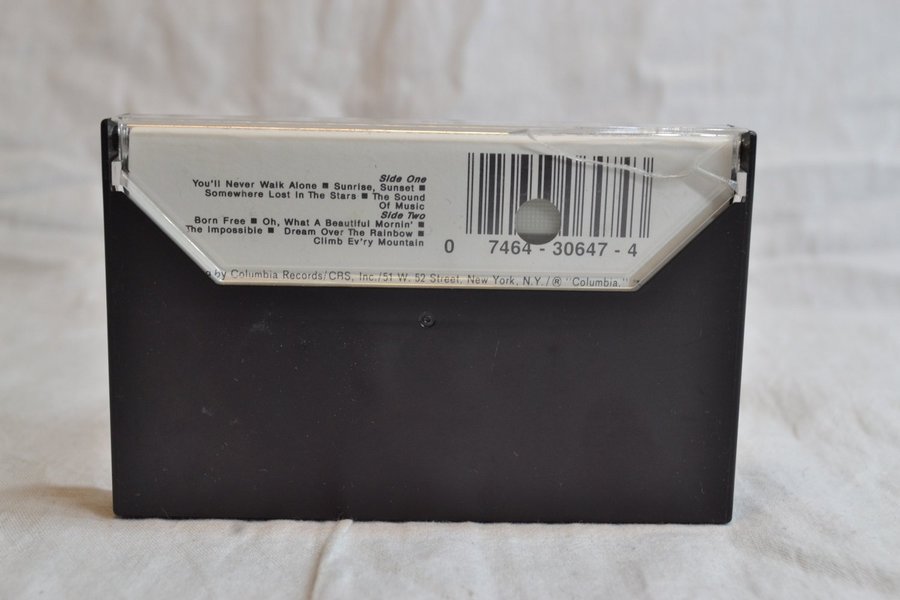 Side One
You'll Never Walk Alone ■ Sunrise, Sunset ■
Somewhere Lost In The Stars ■ The Sound
Of Music
Side Two
Born Free ■ Oh, What A Beautiful Mornin' ■
The Impossible ■ Dream Over The Rainbow ■
Climb Ev'ry Mountain
0 7464-30647-4
by Columbia Records/CBS, Inc./51 W. 52 Street, New York, N.Y./® "Columbia,"